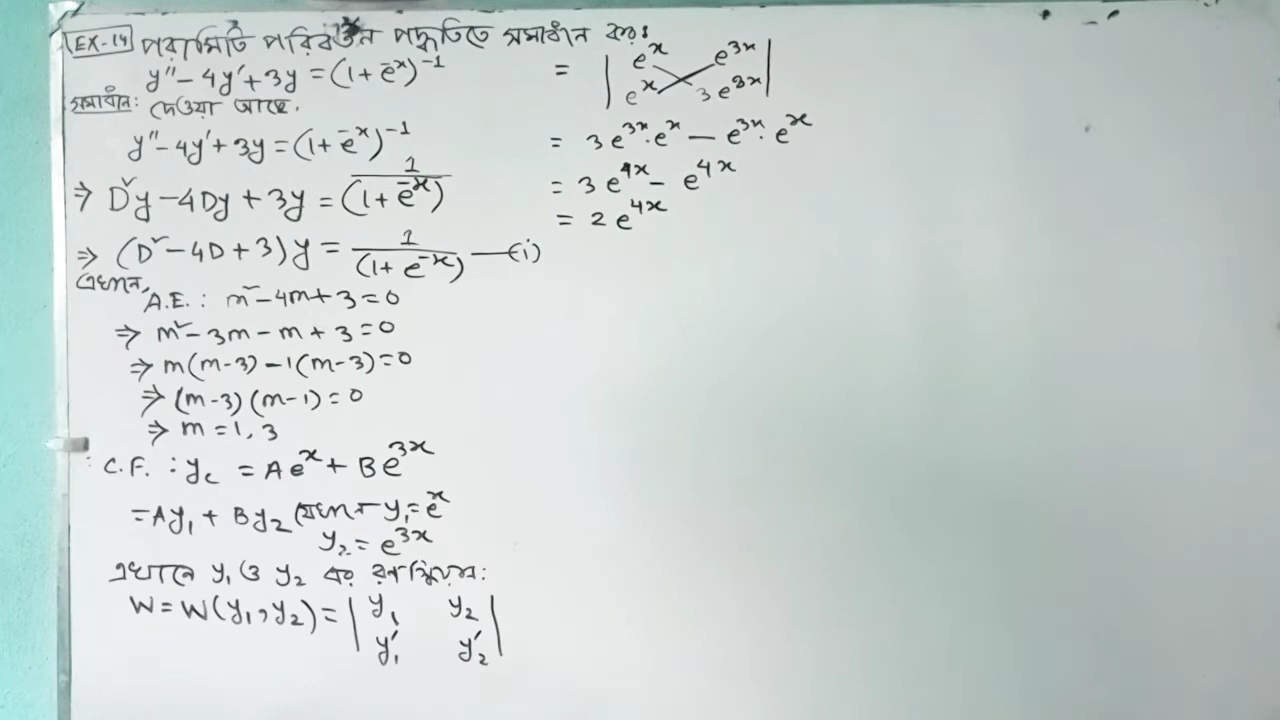 EX-14 প্যরামিটি পরিবর্তন পদ্ধতিতে সমাধান কর:
y'' - 4y' + 3y = (1 + e^{-x})^{-1}
সমাধান: দেওয়া আছে,
y'' - 4y' + 3y = (1 + e^{-x})^{-1}
⇒ D²y - 4Dy + 3y = 1/(1 + e^{-x})
⇒ (D² - 4D + 3)y = 1/(1 + e^{-x}) —(i)
এখানে,
A.E. : m² - 4m + 3 = 0
⇒ m² - 3m - m + 3 = 0
⇒ m(m-3) - 1(m-3) = 0
⇒ (m-3)(m-1) = 0
⇒ m = 1, 3
C.F. : y_c = Ae^x + Be^{3x}
= Ay₁ + By₂ (যেখানে y₁ = e^x
y₂ = e^{3x}
এখানে y₁ ও y₂ এর
W = W(y₁, y₂) = | y₁ y₂ |
| y₁' y₂' |
= | e^x e^{3x} |
| e^x 3e^{3x} |
= 3e^{3x}·e^x - e^{3x}·e^x
= 3e^{4x} - e^{4x}
= 2e^{4x}